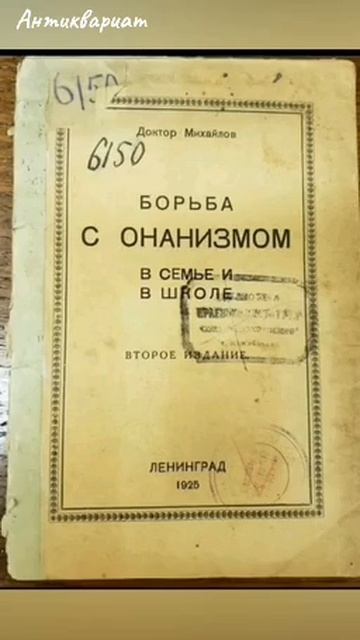 Антиквариат
6150
Доктор Михайлов
6150
БОРЬБА
С ОНАНИЗМОМ
В СЕМЬЕ И
В ШКОЛЕ
ВТОРОЕ ИЗДАНИЕ.
ЛЕНИНГРАД
1925